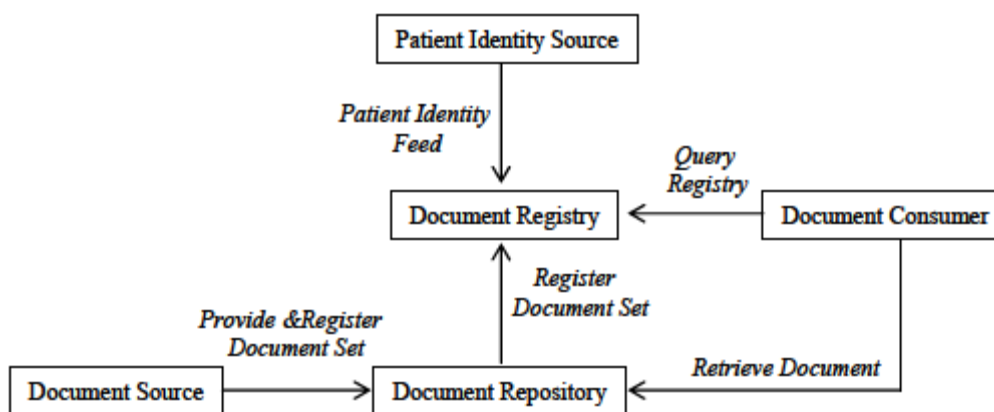 Patient Identity Source
Patient Identity
Feed
Query
Registry
Document Registry
Document Consumer
Register
Document Set
Provide &Register
Document Set
Retrieve Document
Document Source
Document Repository